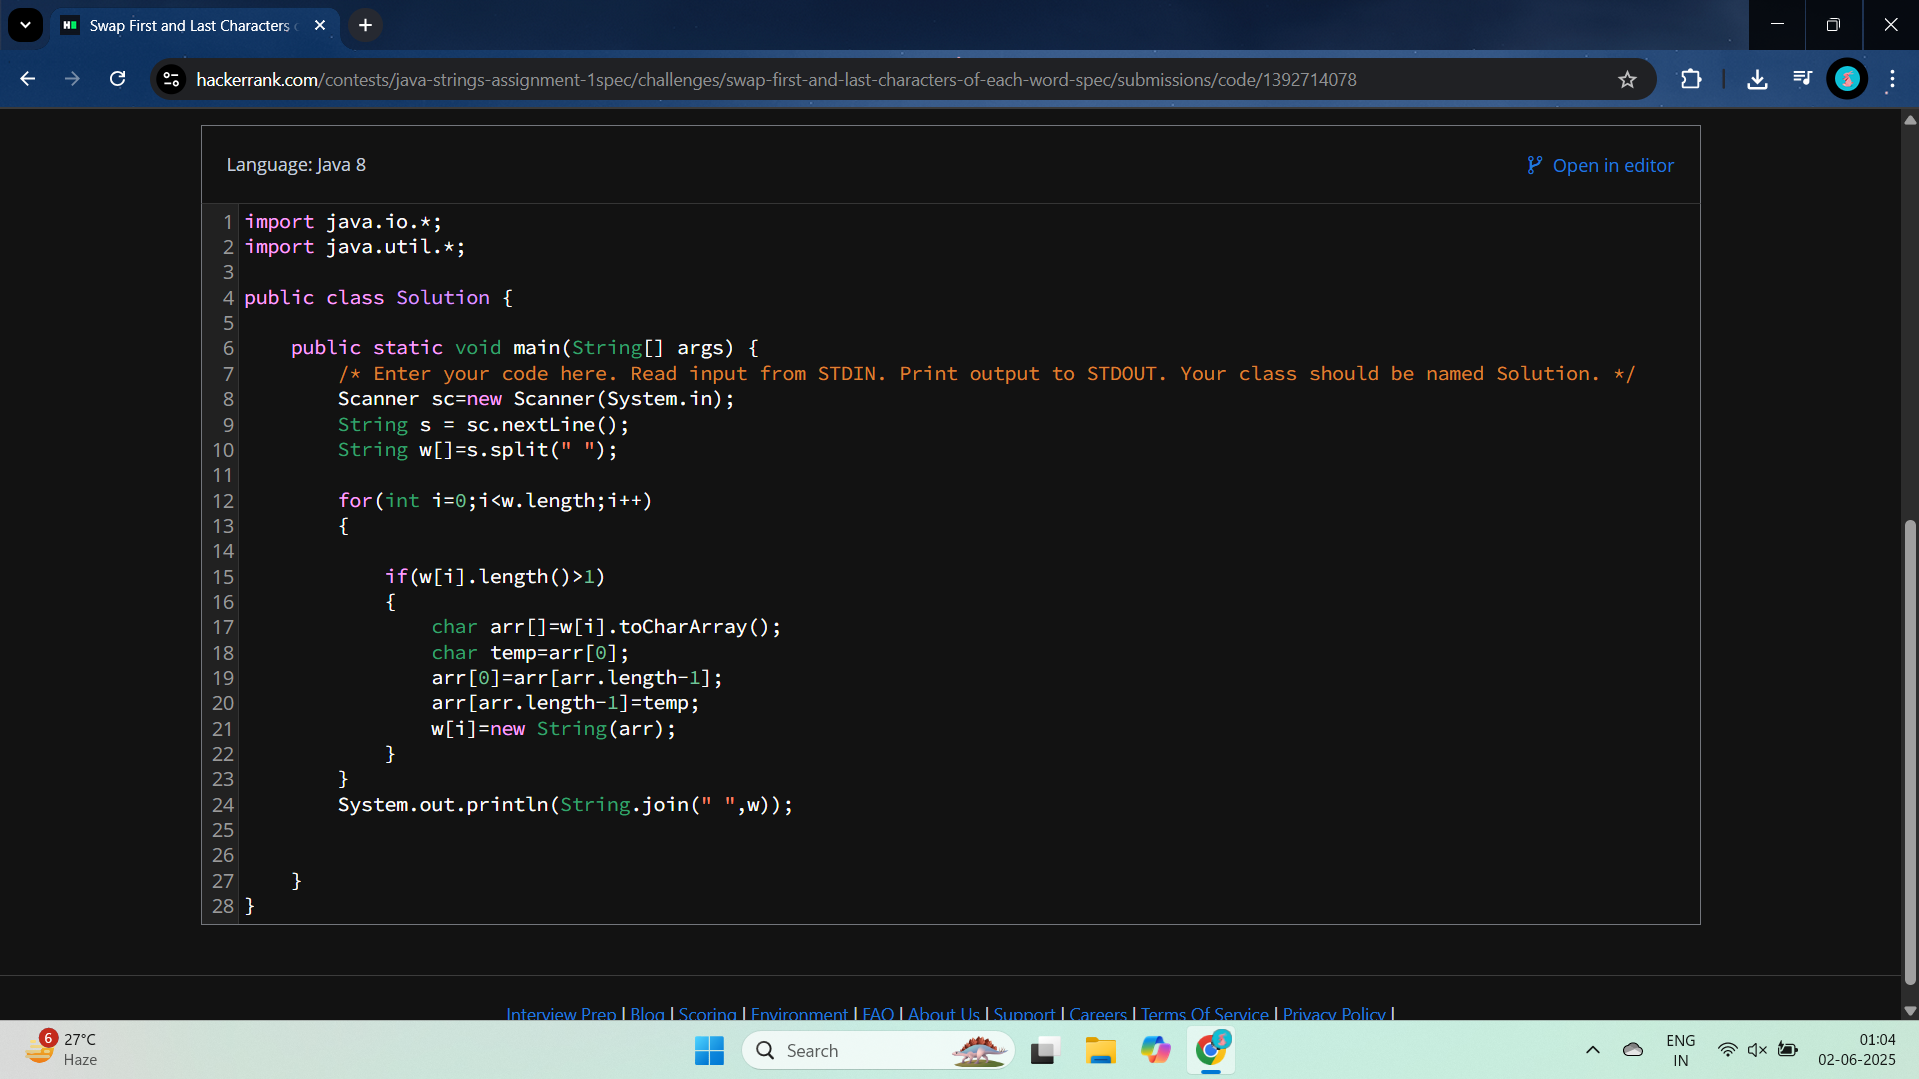 Swap First and Last Characters
hackerrank.com/contests/java-strings-assignment-1spec/challenges/swap-first-and-last-characters-of-each-word-spec/submissions/code/1392714078
Language: Java 8
Open in editor
1 import java.io.*;
2 import java.util.*;
3
4 public class Solution {
5
6     public static void main(String[] args) {
7         /* Enter your code here. Read input from STDIN. Print output to STDOUT. Your class should be named Solution. */
8         Scanner sc=new Scanner(System.in);
9         String s = sc.nextLine();
10         String w[]=s.split(" ");
11
12         for(int i=0;i<w.length;i++)
13         {
14
15             if(w[i].length()>1)
16             {
17                 char arr[]=w[i].toCharArray();
18                 char temp=arr[0];
19                 arr[0]=arr[arr.length-1];
20                 arr[arr.length-1]=temp;
21                 w[i]=new String(arr);
22             }
23         }
24         System.out.println(String.join(" ",w));
25
26
27     }
28 }
Interview Prep | Blog | Scoring | Environment | FAQ | About Us | Support | Careers | Terms Of Service | Privacy Policy |
6
27°C
Haze
Search
ENG
IN
01:04
02-06-2025